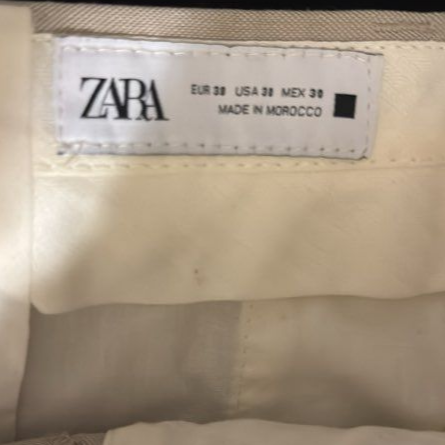 ZARA
EUR 38 USA 30 MEX 30
MADE IN MOROCCO